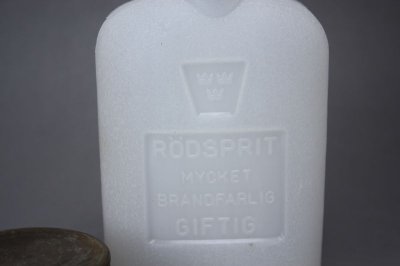 RÖDSPRIT
MYCKET
BRANDFARLIG
GIFTIG